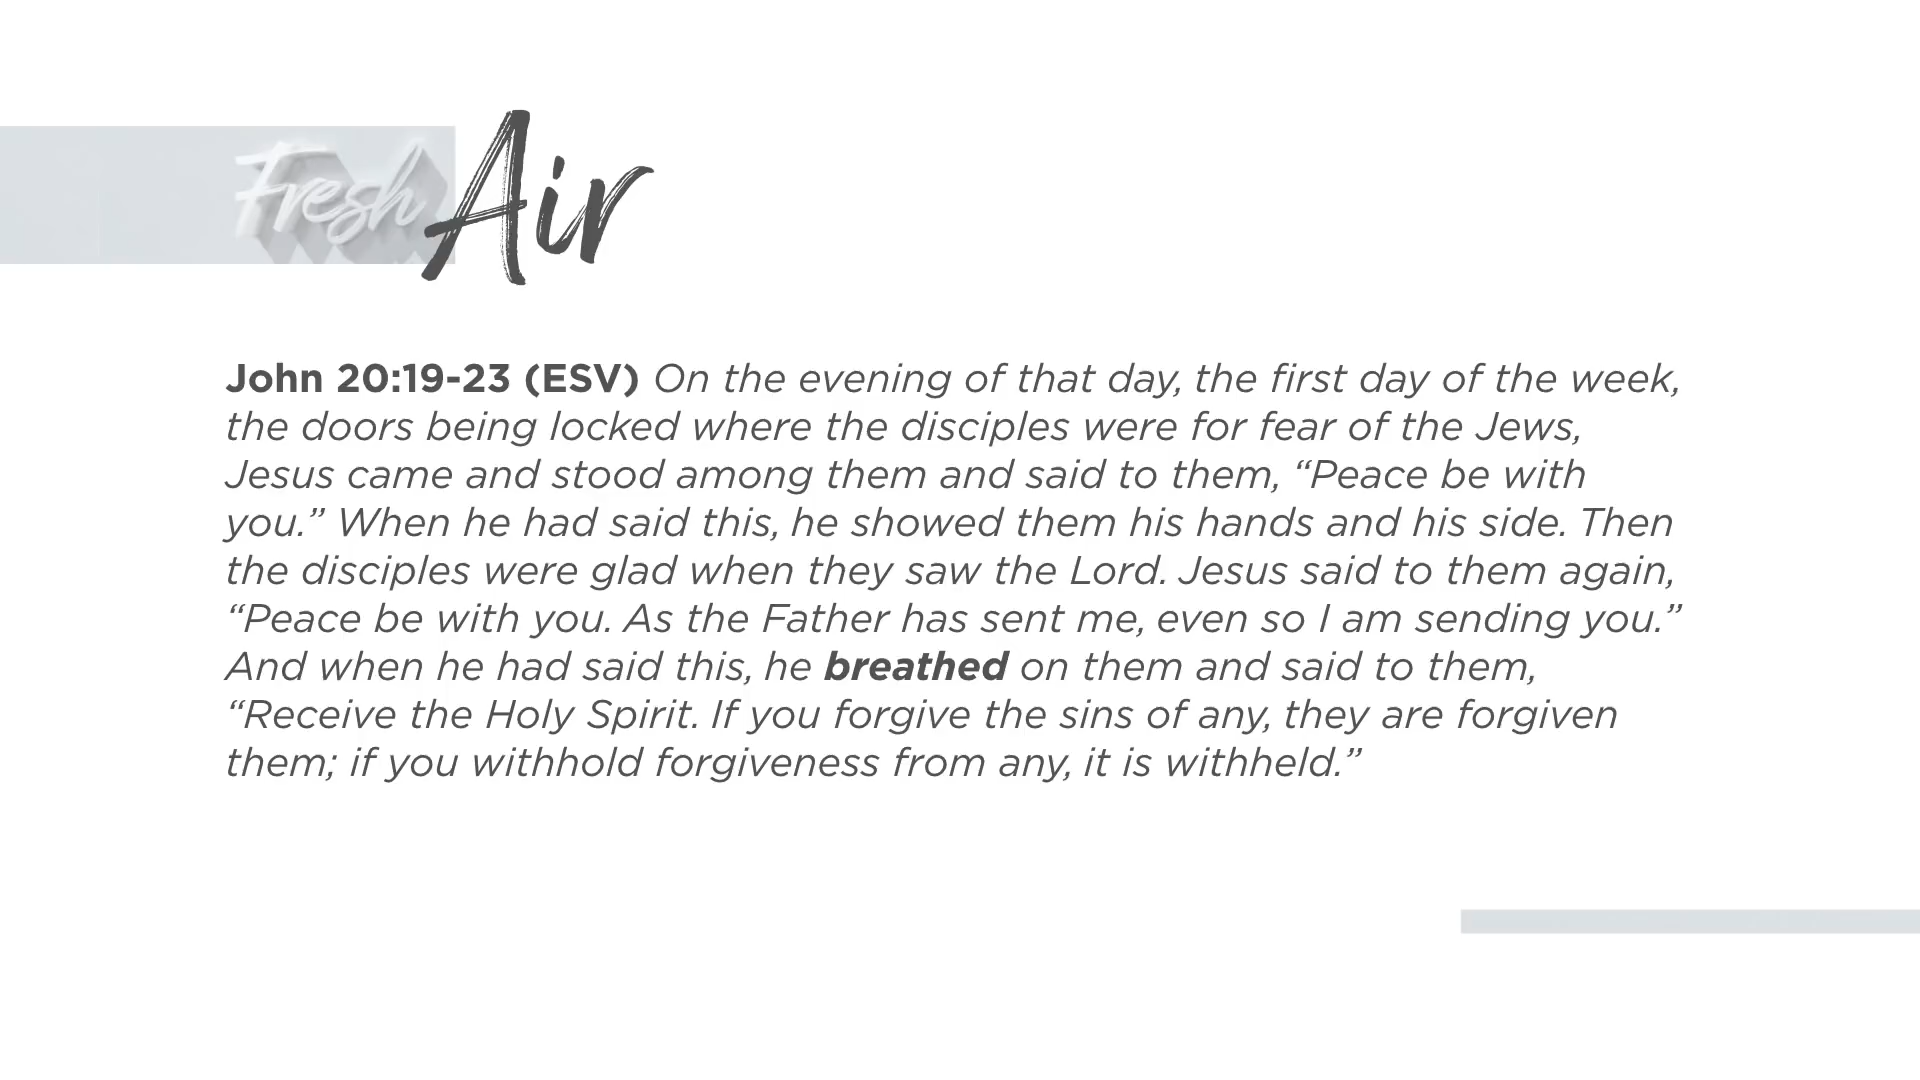 Fresh Air
John 20:19-23 (ESV) On the evening of that day, the first day of the week,
the doors being locked where the disciples were for fear of the Jews,
Jesus came and stood among them and said to them, “Peace be with
you.” When he had said this, he showed them his hands and his side. Then
the disciples were glad when they saw the Lord. Jesus said to them again,
“Peace be with you. As the Father has sent me, even so I am sending you.”
And when he had said this, he breathed on them and said to them,
“Receive the Holy Spirit. If you forgive the sins of any, they are forgiven
them; if you withhold forgiveness from any, it is withheld.”